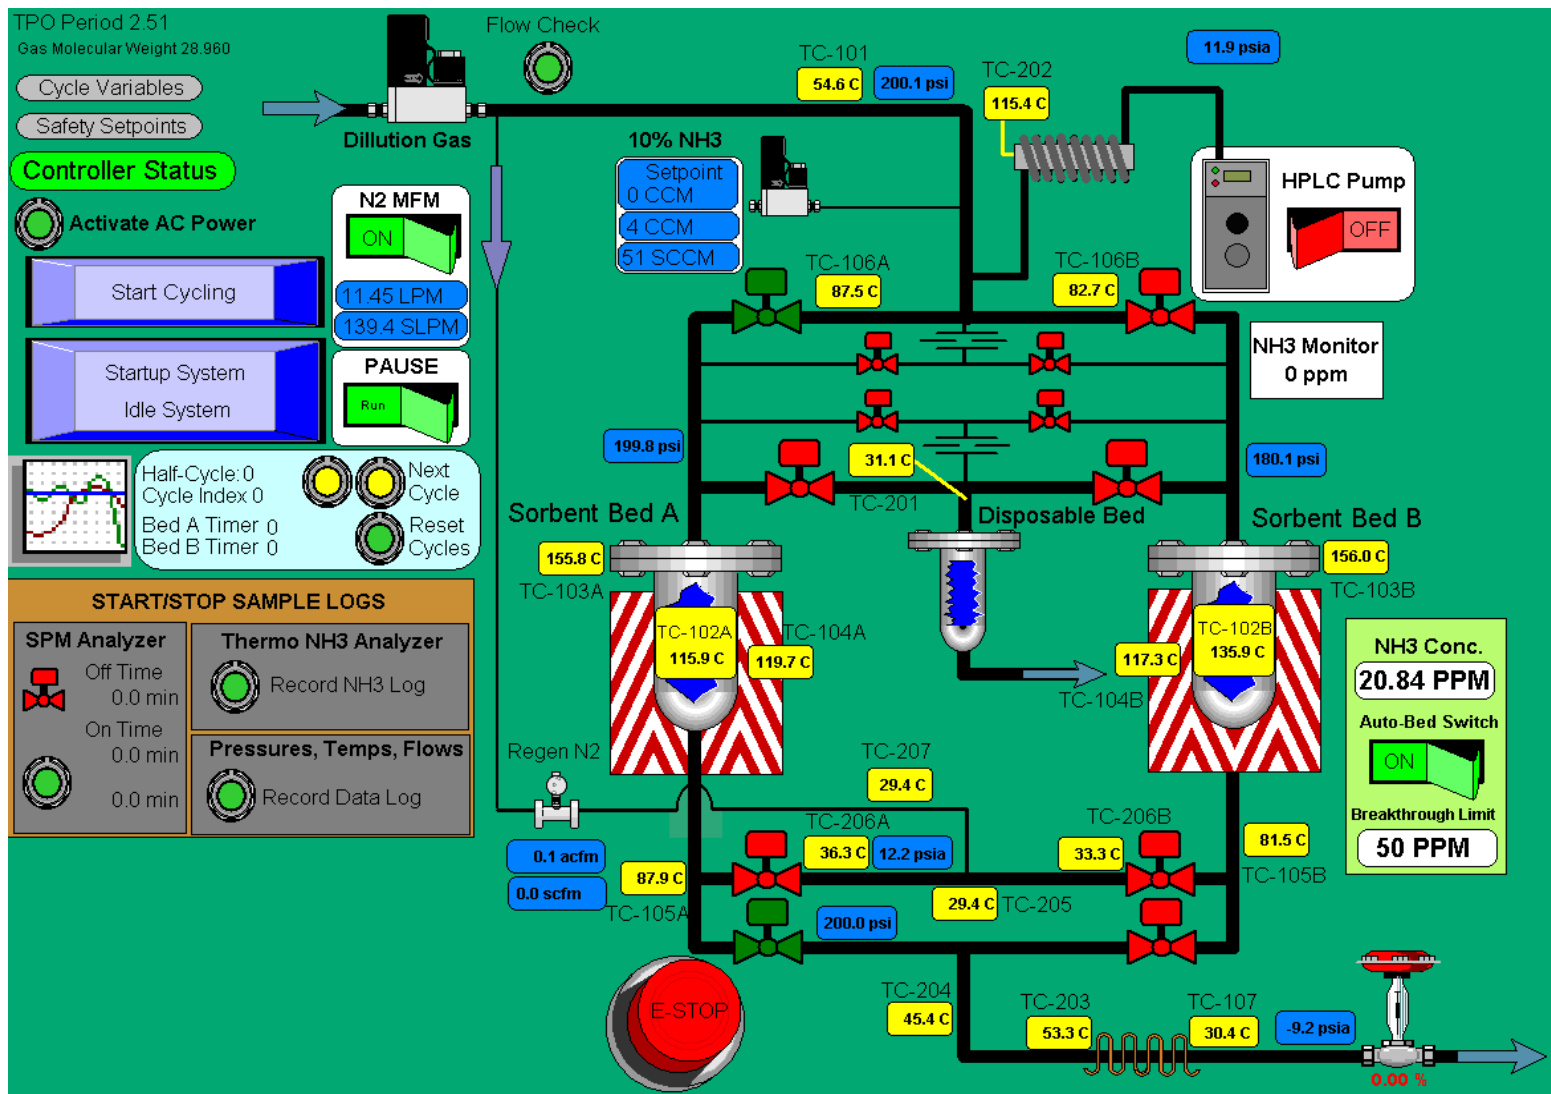 TPO Period 2.51
Gas Molecular Weight 28.960
Cycle Variables
Safety Setpoints
Controller Status
Activate AC Power
Start Cycling
Startup System
Idle System
Dillution Gas
Flow Check
N2 MFM
ON
11.45 LPM
139.4 SLPM
PAUSE
Run
Half-Cycle: 0
Cycle Index 0
Bed A Timer 0
Bed B Timer 0
Next
Cycle
Reset
Cycles
START/STOP SAMPLE LOGS
SPM Analyzer
Off Time
0.0 min
On Time
0.0 min
0.0 min
Thermo NH3 Analyzer
Record NH3 Log
Pressures, Temps, Flows
Record Data Log
TC-101
54.6 C
200.1 psi
10% NH3
Setpoint
0 CCM
4 CCM
51 SCCM
TC-202
115.4 C
11.9 psia
HPLC Pump
OFF
TC-106A
87.5 C
TC-106B
82.7 C
NH3 Monitor
0 ppm
199.8 psi
31.1 C
TC-201
180.1 psi
Sorbent Bed A
Disposable Bed
Sorbent Bed B
155.8 C
TC-103A
156.0 C
TC-103B
TC-102A
115.9 C
TC-104A
119.7 C
117.3 C
TC-104B
TC-102B
135.9 C
NH3 Conc.
20.84 PPM
Auto-Bed Switch
ON
Breakthrough Limit
50 PPM
Regen N2
0.1 acfm
0.0 scfm
TC-207
29.4 C
TC-206A
36.3 C
12.2 psia
TC-206B
33.3 C
87.9 C
TC-105A
81.5 C
TC-105B
29.4 C
TC-205
200.0 psi
E-STOP
TC-204
45.4 C
TC-203
53.3 C
TC-107
30.4 C
-9.2 psia
0.00 %